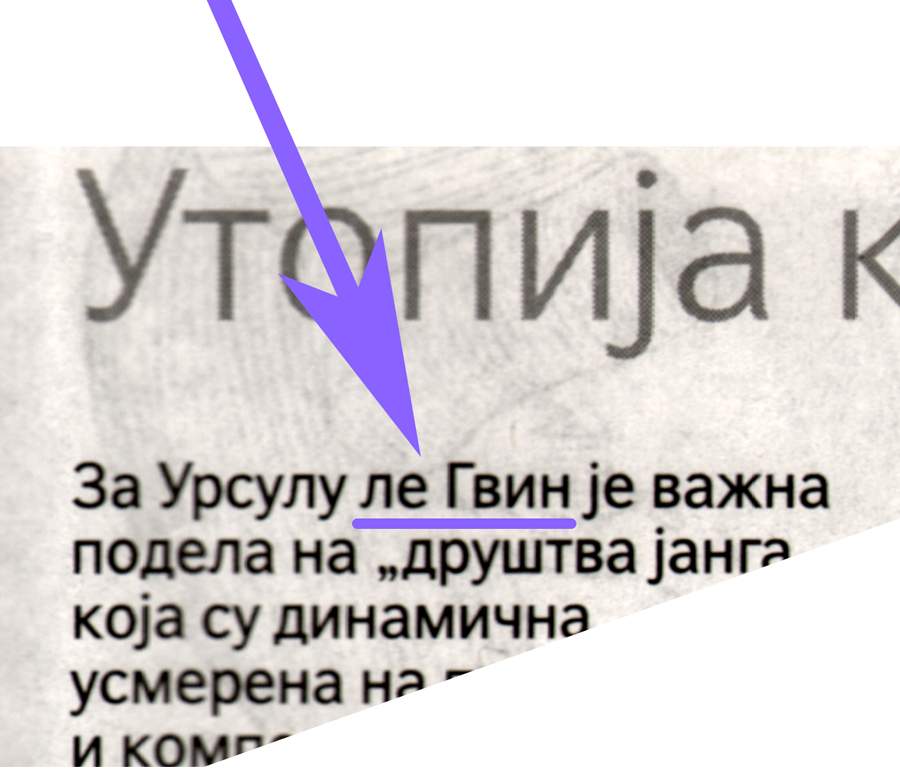 Утопија
За Урсулу ле Гвин је важна
подела на „друштва јанга
која су динамична
усмерена на
и